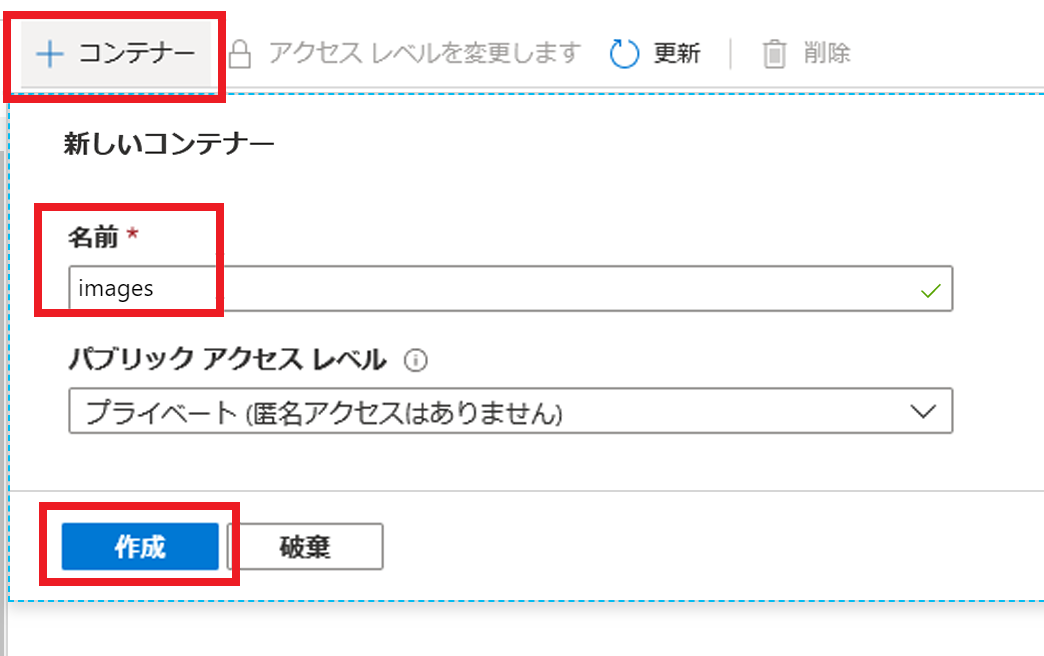 コンテナー アクセス レベルを変更します 更新 削除
新しいコンテナー
名前 *
images
パブリック アクセス レベル
プライベート (匿名アクセスはありません)
作成 破棄